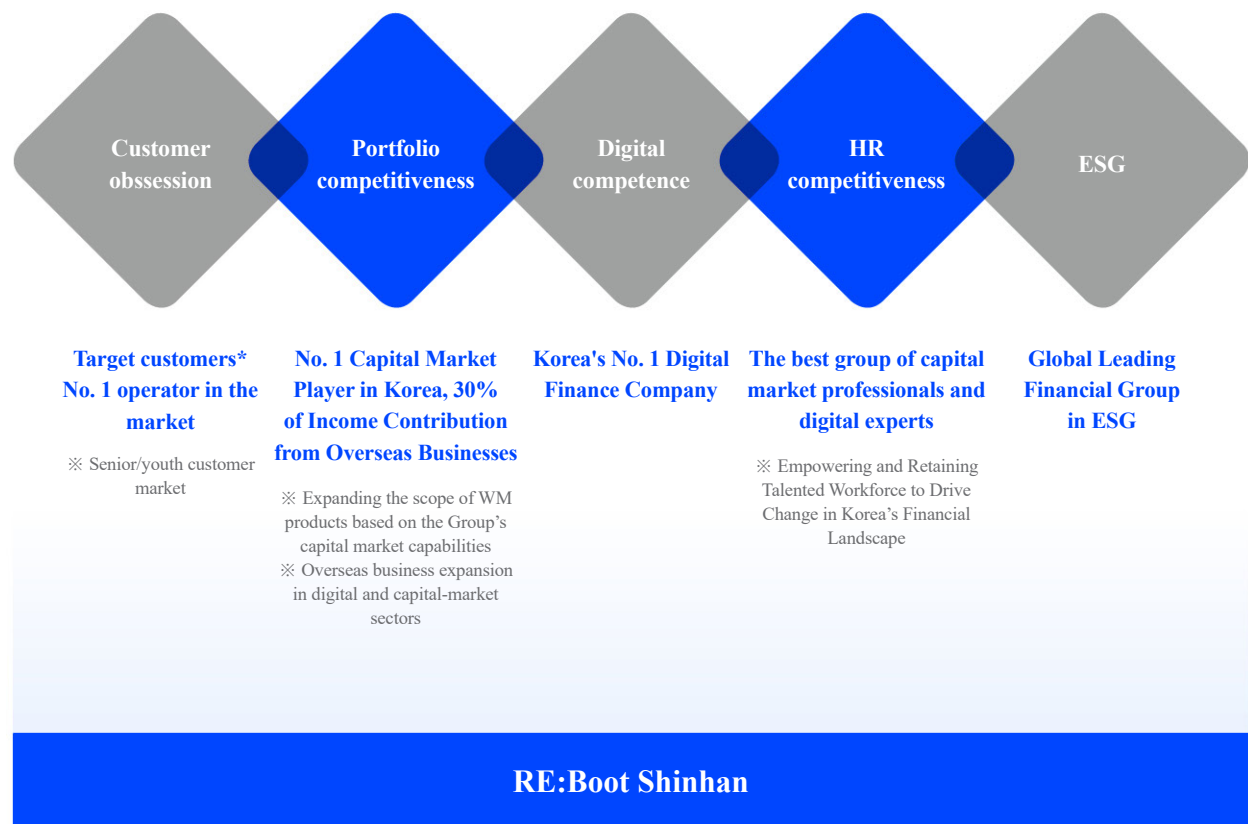 Customer
obssession
Portfolio
competitiveness
Digital
competence
HR
competitiveness
ESG
Target customers*
No. 1 operator in the
market
※ Senior/youth customer
market
No. 1 Capital Market
Player in Korea, 30%
of Income Contribution
from Overseas Businesses
※ Expanding the scope of WM
products based on the Group’s
capital market capabilities
※ Overseas business expansion
in digital and capital-market
sectors
Korea's No. 1 Digital
Finance Company
The best group of capital
market professionals and
digital experts
※ Empowering and Retaining
Talented Workforce to Drive
Change in Korea’s Financial
Landscape
Global Leading
Financial Group
in ESG
RE:Boot Shinhan